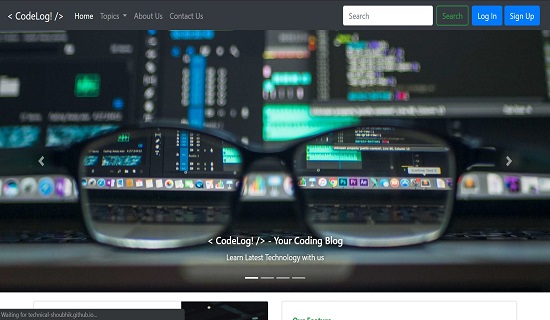 < CodeLog! /> Home Topics About Us Contact Us Search Search Log In Sign Up
< CodeLog! /> - Your Coding Blog
Learn Latest Technology with us
Our Feature
Waiting for technical-shoubhik.github.io...